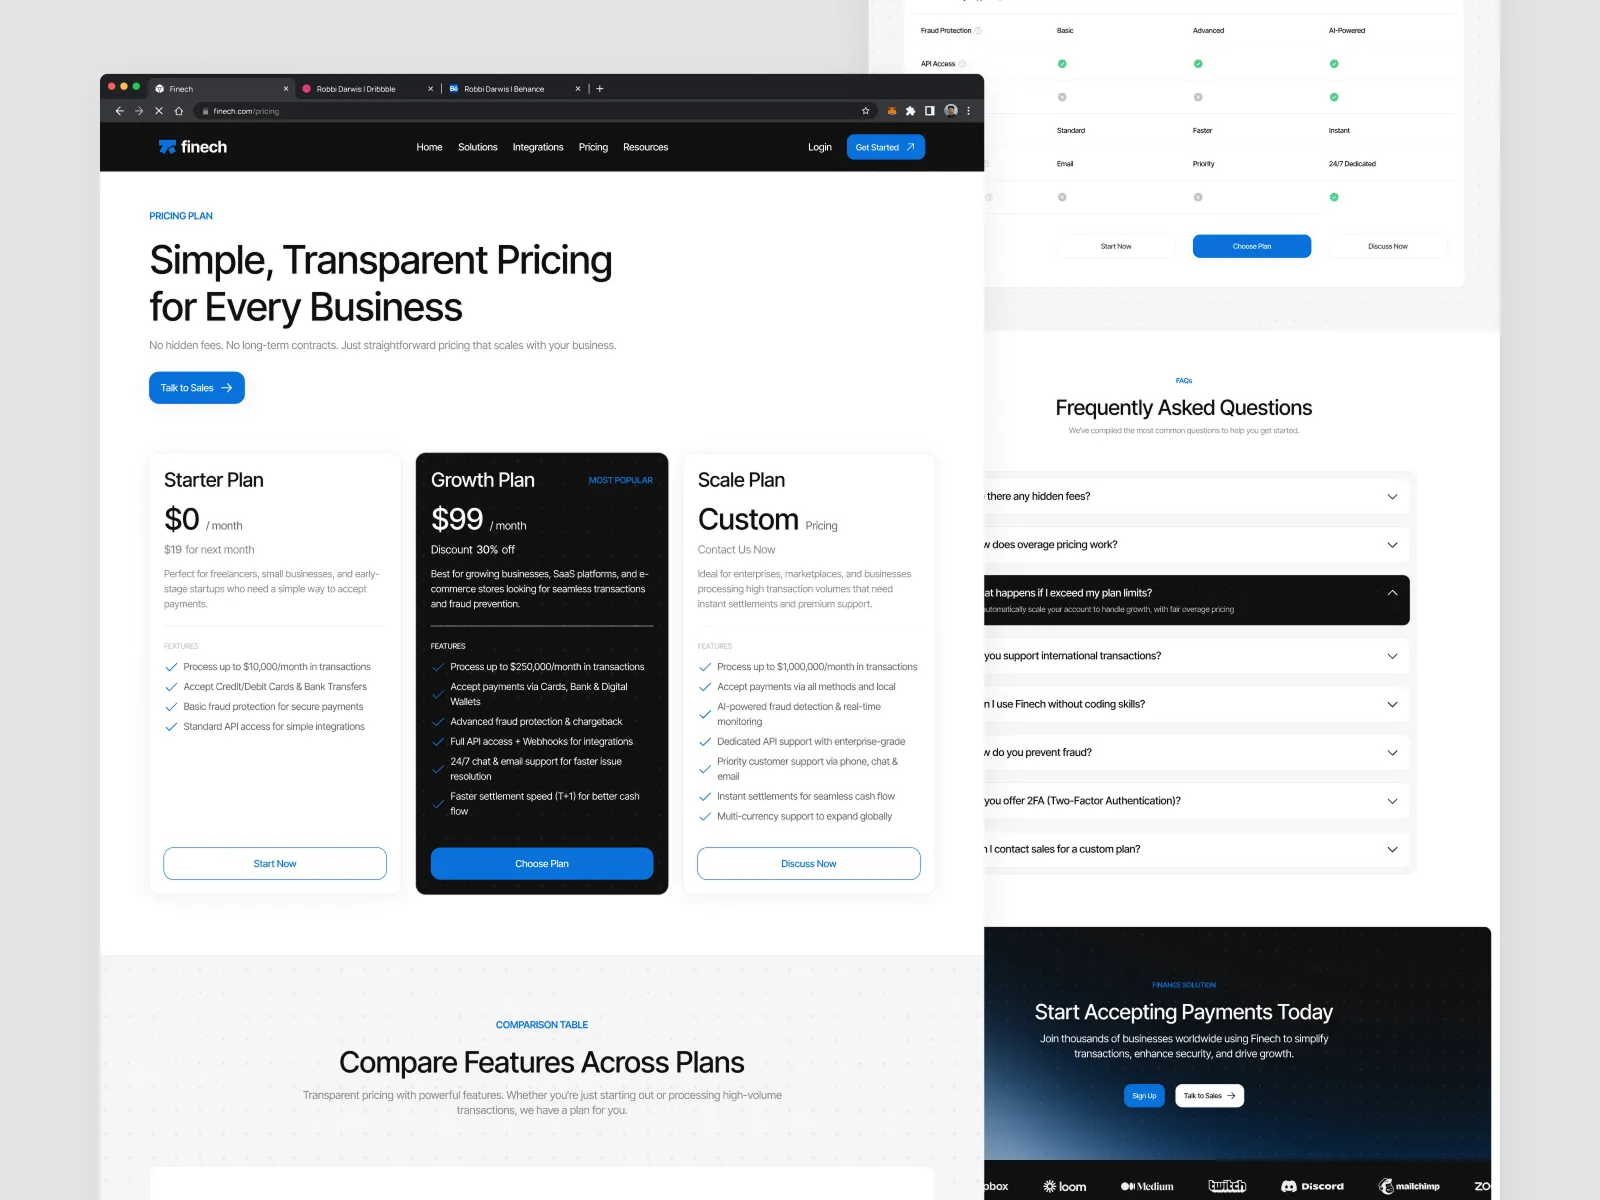 Finech
Robbi Darwis | Dribbble
Robbi Darwis | Behance
finech.com/pricing
finech
Home
Solutions
Integrations
Pricing
Resources
Login
Get Started
PRICING PLAN
Simple, Transparent Pricing
for Every Business
No hidden fees. No long-term contracts. Just straightforward pricing that scales with your business.
Talk to Sales
Starter Plan
$0 / month
$19 for next month
Perfect for freelancers, small businesses, and early-
stage startups who need a simple way to accept
payments.
FEATURES
Process up to $10,000/month in transactions
Accept Credit/Debit Cards & Bank Transfers
Basic fraud protection for secure payments
Standard API access for simple integrations
Start Now
Growth Plan
MOST POPULAR
$99 / month
Discount 30% off
Best for growing businesses, SaaS platforms, and e-
commerce stores looking for seamless transactions
and fraud prevention.
FEATURES
Process up to $250,000/month in transactions
Accept payments via Cards, Bank & Digital
Wallets
Advanced fraud protection & chargeback
Full API access + Webhooks for integrations
24/7 chat & email support for faster issue
resolution
Faster settlement speed (T+1) for better cash
flow
Choose Plan
Scale Plan
Custom Pricing
Contact Us Now
Ideal for enterprises, marketplaces, and businesses
processing high transaction volumes that need
instant settlements and premium support.
FEATURES
Process up to $1,000,000/month in transactions
Accept payments via all methods and local
AI-powered fraud detection & real-time
monitoring
Dedicated API support with enterprise-grade
Priority customer support via phone, chat &
email
Instant settlements for seamless cash flow
Multi-currency support to expand globally
Discuss Now
COMPARISON TABLE
Compare Features Across Plans
Transparent pricing with powerful features. Whether you're just starting out or processing high-volume
transactions, we have a plan for you.
Fraud Protection
Basic
Advanced
AI-Powered
API Access
Standard
Faster
Instant
Email
Priority
24/7 Dedicated
Start Now
Choose Plan
Discuss Now
FAQs
Frequently Asked Questions
We've compiled the most common questions to help you get started.
there any hidden fees?
w does overage pricing work?
at happens if I exceed my plan limits?
automatically scale your account to handle growth, with fair overage pricing
you support international transactions?
n I use Finech without coding skills?
w do you prevent fraud?
you offer 2FA (Two-Factor Authentication)?
n I contact sales for a custom plan?
FINANCE SOLUTION
Start Accepting Payments Today
Join thousands of businesses worldwide using Finech to simplify
transactions, enhance security, and drive growth.
Sign Up
Talk to Sales
pbox
loom
Medium
twitch
Discord
mailchimp
ZO